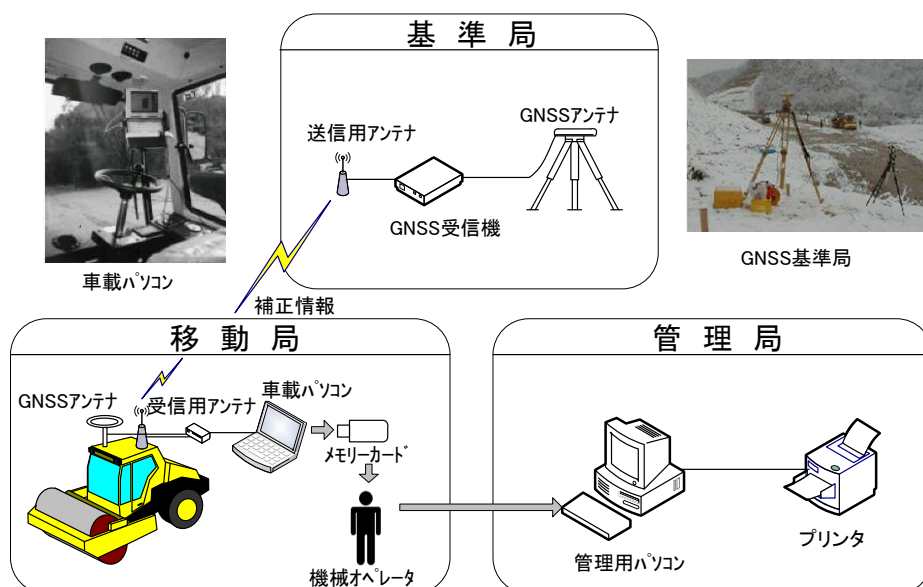 基準局
送信用アンテナ
GNSSアンテナ
GNSS受信機
車載パソコン
GNSS基準局
補正情報
移動局
GNSSアンテナ
受信用アンテナ
車載パソコン
メモリーカード
機械オペレータ
管理局
管理用パソコン
プリンタ